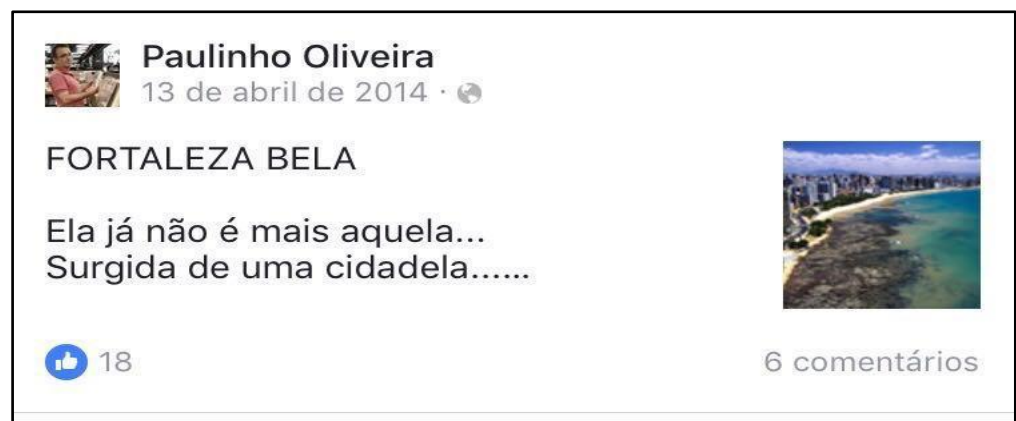 Paulinho Oliveira
13 de abril de 2014 ·
FORTALEZA BELA
Ela já não é mais aquela...
Surgida de uma cidadela......
18
6 comentários